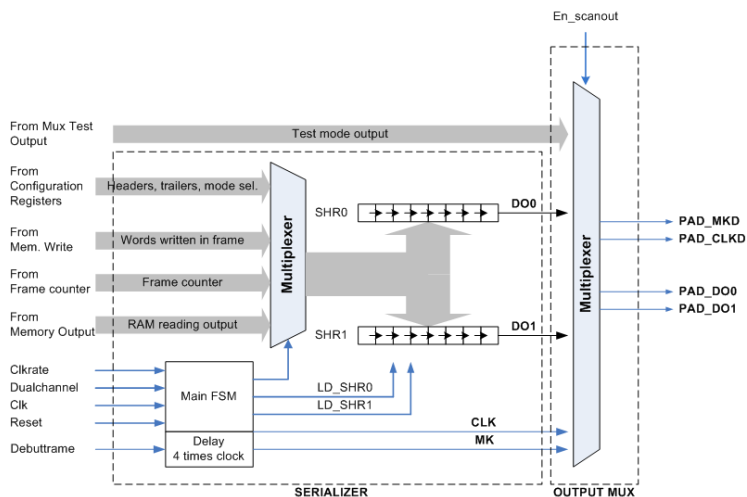 En_scanout
From Mux Test
Output
Test mode output
From
Configuration
Registers
Headers, trailers, mode sel.
From
Mem. Write
Words written in frame
From
Frame counter
Frame counter
From
Memory Output
RAM reading output
Multiplexer
SHR0
DO0
SHR1
DO1
Multiplexer
PAD_MKD
PAD_CLKD
PAD_DO0
PAD_DO1
Clkrate
Dualchannel
Clk
Reset
Debuttrame
Main FSM
LD_SHR0
LD_SHR1
CLK
Delay
4 times clock
MK
SERIALIZER
OUTPUT MUX